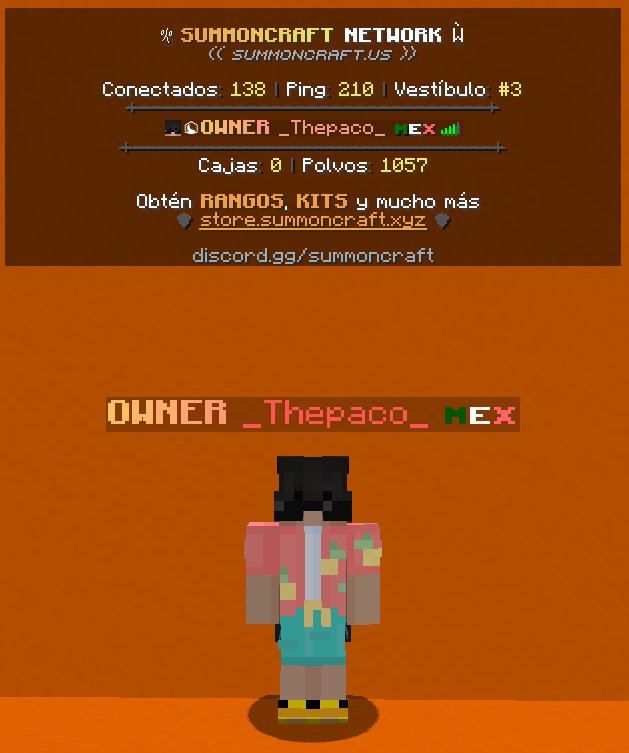 SUMMONCRAFT NETWORK
(( SUMMONCRAFT.US ))
Conectados: 138 | Ping: 210 | Vestíbulo: #3
OWNER _Thepaco_ MEX
Cajas: 0 | Polvos: 1057
Obtén RANGOS, KITS y mucho más
store.summoncraft.xyz
discord.gg/summoncraft
OWNER _Thepaco_ MEX